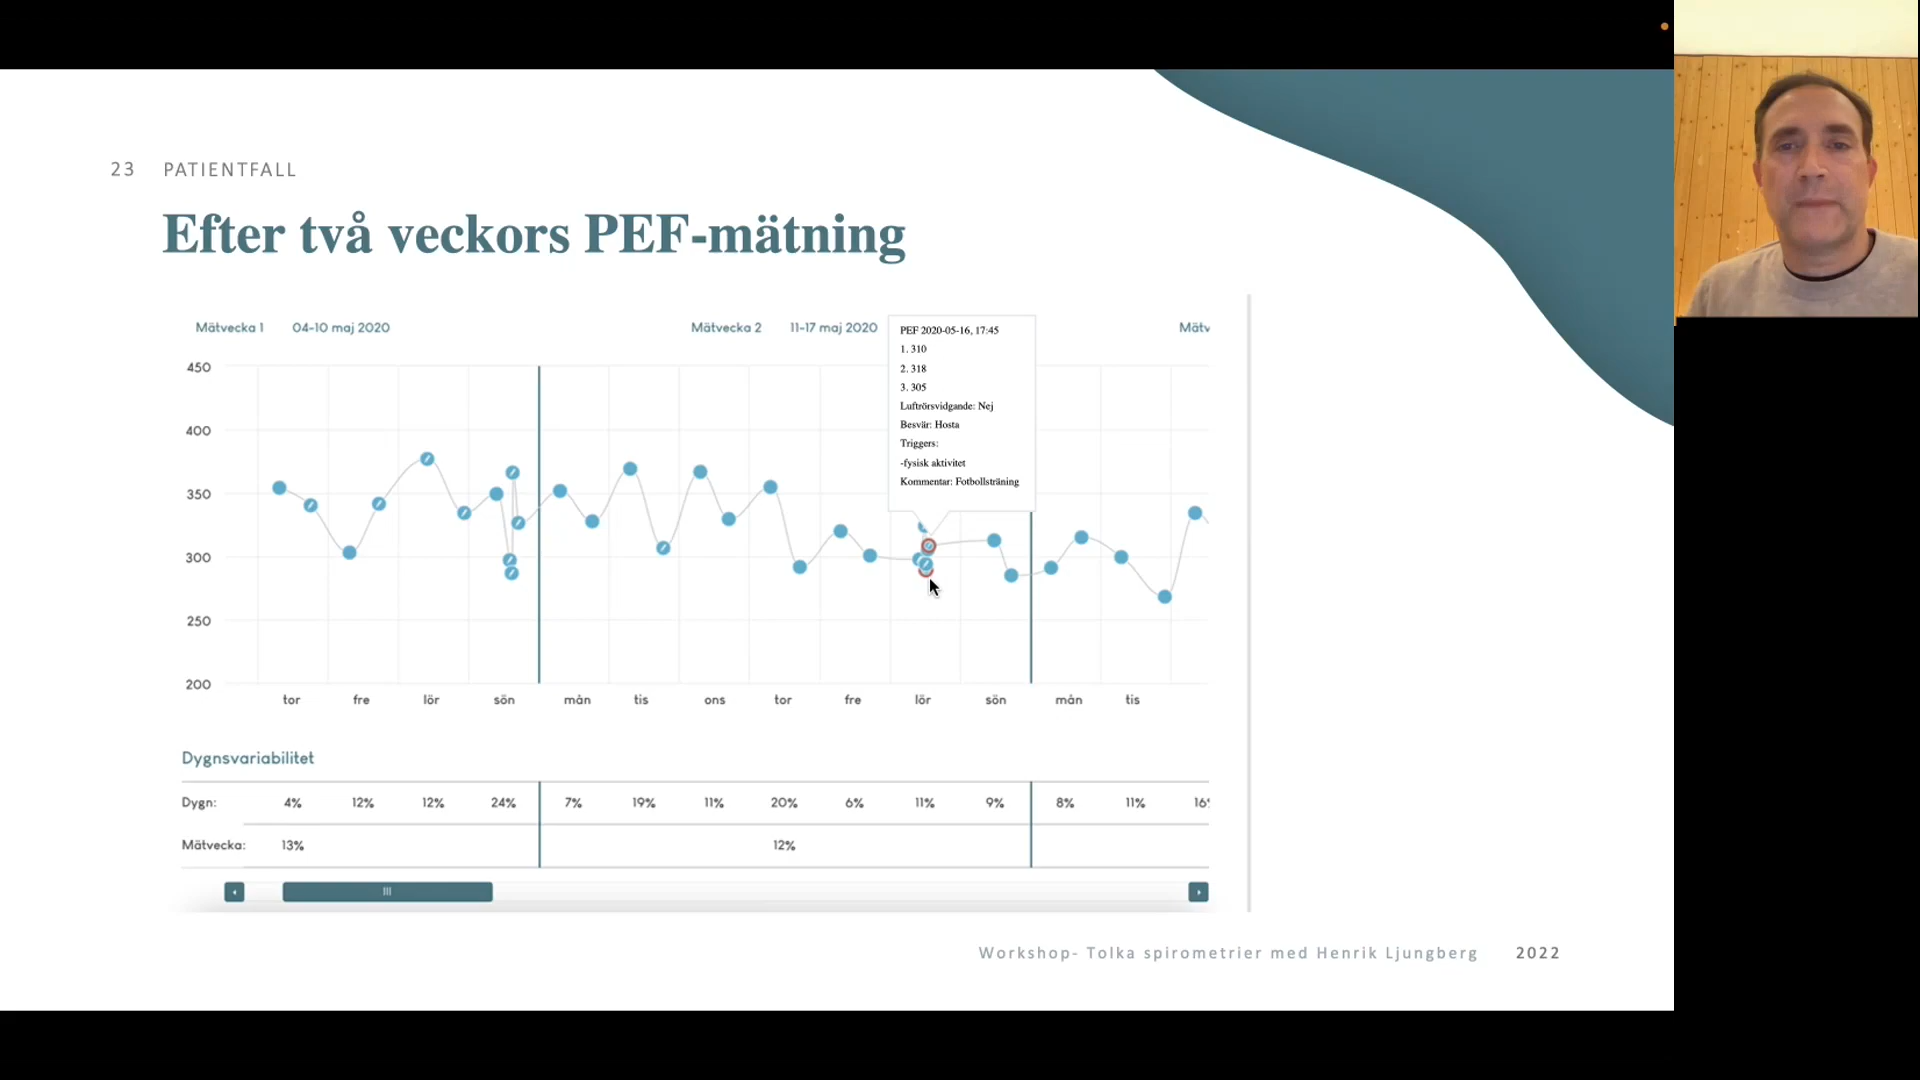 23 PATIENTFALL
Efter två veckors PEF-mätning
Mätvecka 1 04-10 maj 2020 Mätvecka 2 11-17 maj 2020 Mätv
PEF 2020-05-16, 17:45
1. 310
2. 318
3. 305
Luftrörsvidgande: Nej
Besvär: Hosta
Triggers:
-fysisk aktivitet
Kommentar: Fotbollsträning
450
400
350
300
250
200
tor fre lör sön mån tis ons tor fre lör sön mån tis
Dygnsvariabilitet
Dygn: 4% 12% 12% 24% 7% 19% 11% 20% 6% 11% 9% 8% 11% 16
Mätvecka: 13% 12%
Workshop- Tolka spirometrier med Henrik Ljungberg 2022